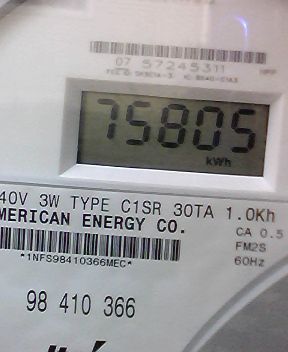 07 57245311
75805
kWh
40V 3W TYPE C1SR 30TA 1.0Kh
MERICAN ENERGY CO.
CA 0.5
FM2S
*1NFS98410366MEC*
60Hz
98 410 366